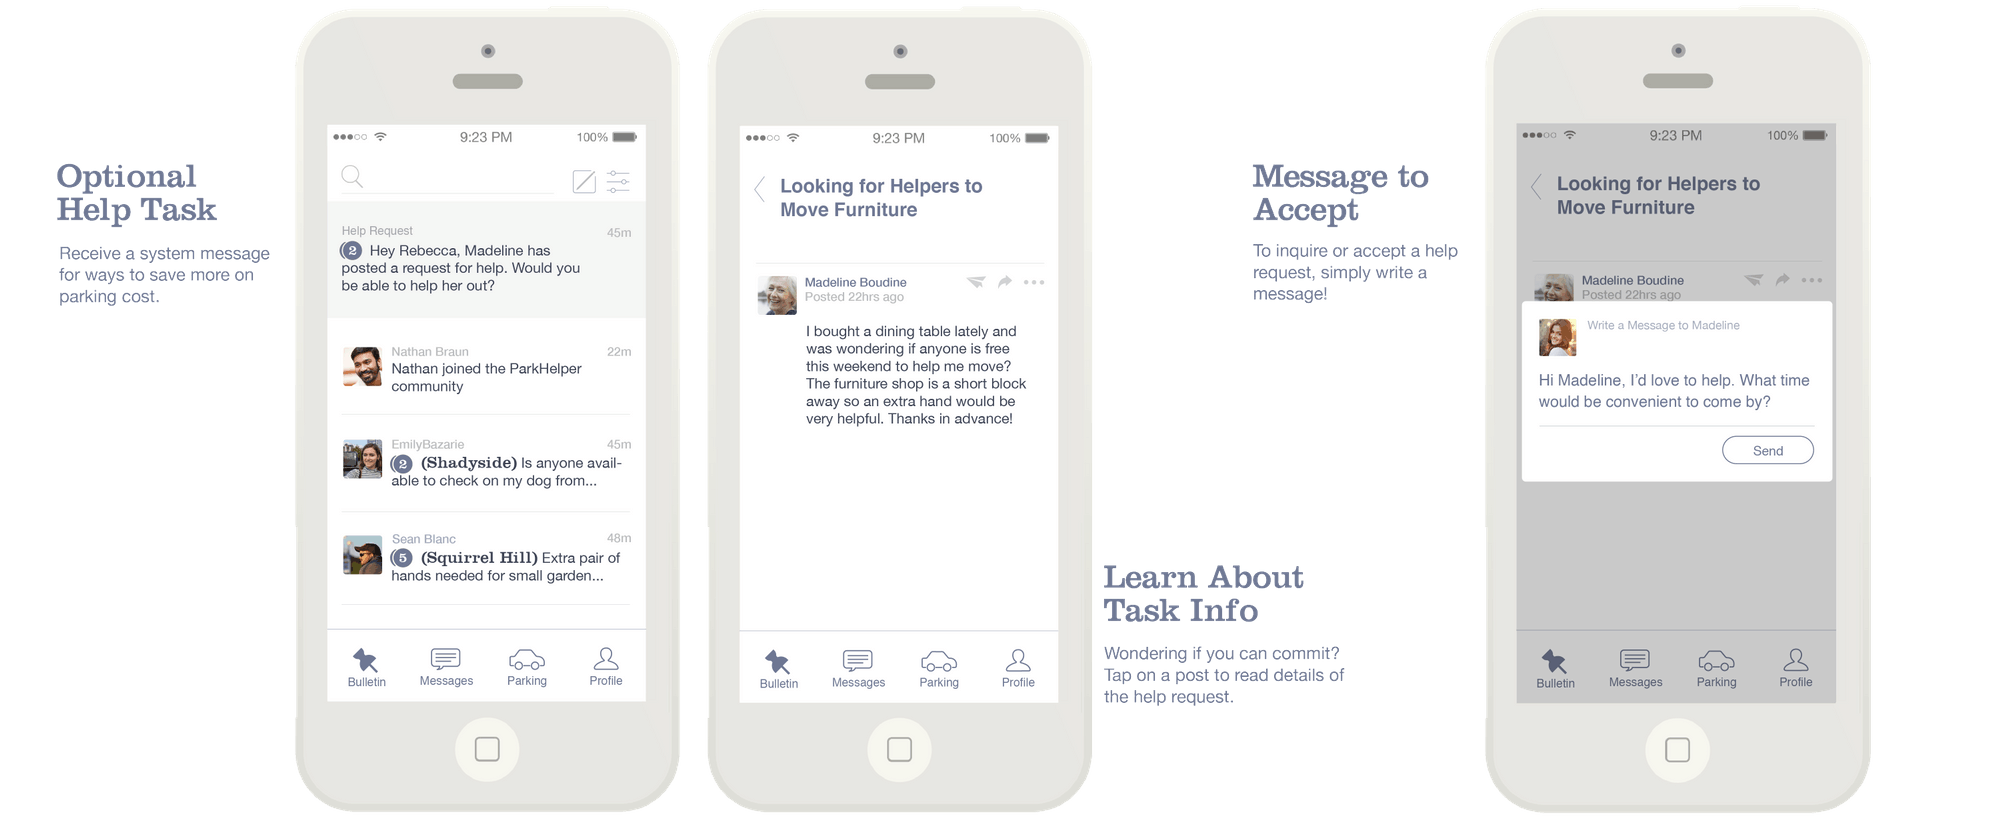 Optional
Help Task
Receive a system message
for ways to save more on
parking cost.
9:23 PM
100%
Help Request
45m
2 Hey Rebecca, Madeline has
posted a request for help. Would you
be able to help her out?
Nathan Braun
22m
Nathan joined the ParkHelper
community
EmilyBazarie
45m
2 (Shadyside) Is anyone avail-
able to check on my dog from...
Sean Blanc
48m
5 (Squirrel Hill) Extra pair of
hands needed for small garden...
Bulletin
Messages
Parking
Profile
9:23 PM
100%
Looking for Helpers to
Move Furniture
Madeline Boudine
Posted 22hrs ago
I bought a dining table lately and
was wondering if anyone is free
this weekend to help me move?
The furniture shop is a short block
away so an extra hand would be
very helpful. Thanks in advance!
Bulletin
Messages
Parking
Profile
Learn About
Task Info
Wondering if you can commit?
Tap on a post to read details of
the help request.
Message to
Accept
To inquire or accept a help
request, simply write a
message!
9:23 PM
100%
Looking for Helpers to
Move Furniture
Madeline Boudine
Posted 22hrs ago
Write a Message to Madeline
Hi Madeline, I'd love to help. What time
would be convenient to come by?
Send
Bulletin
Messages
Parking
Profile